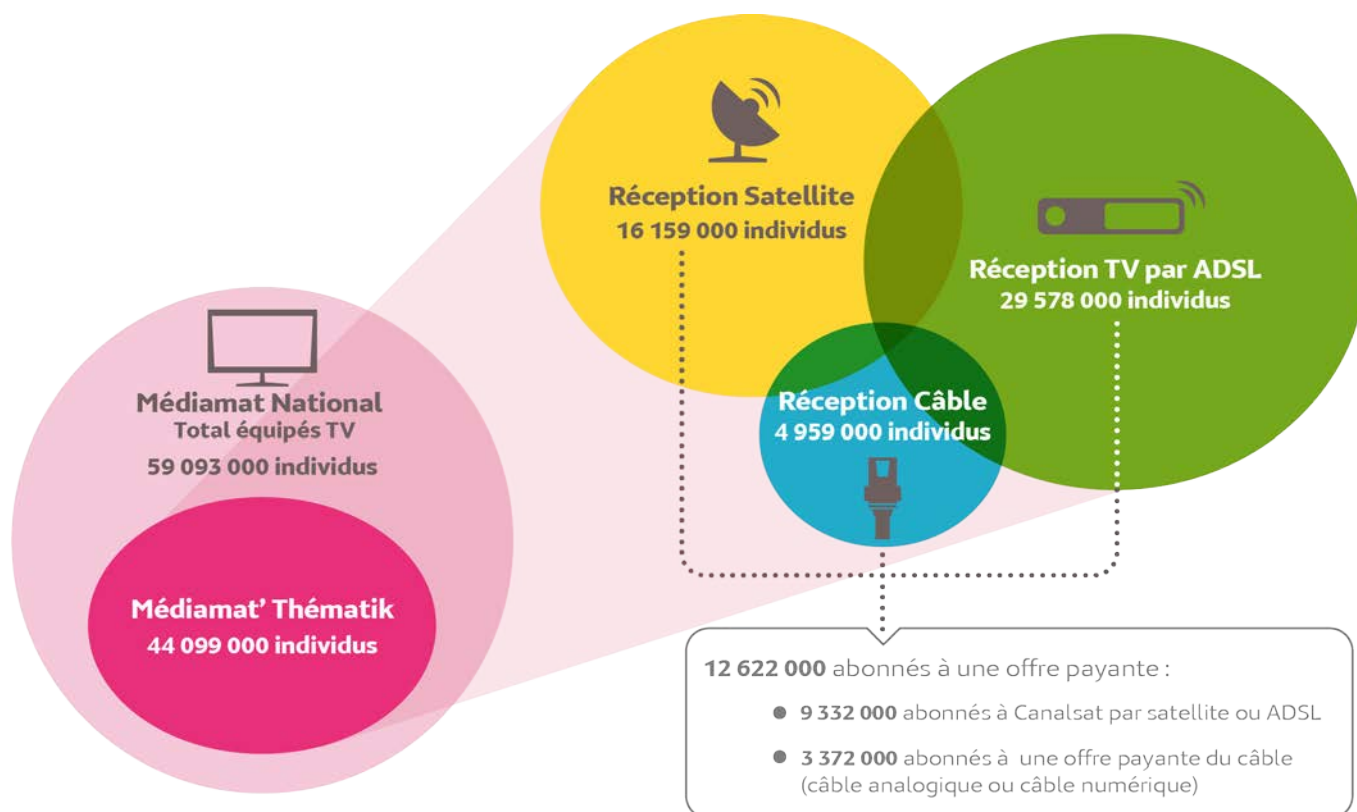 Réception Satellite
16 159 000 individus
Réception TV par ADSL
29 578 000 individus
Médiamat National
Total équipés TV
59 093 000 individus
Réception Câble
4 959 000 individus
Médiamat’ Thématik
44 099 000 individus
12 622 000 abonnés à une offre payante :
● 9 332 000 abonnés à Canalsat par satellite ou ADSL
● 3 372 000 abonnés à une offre payante du câble
(câble analogique ou câble numérique)